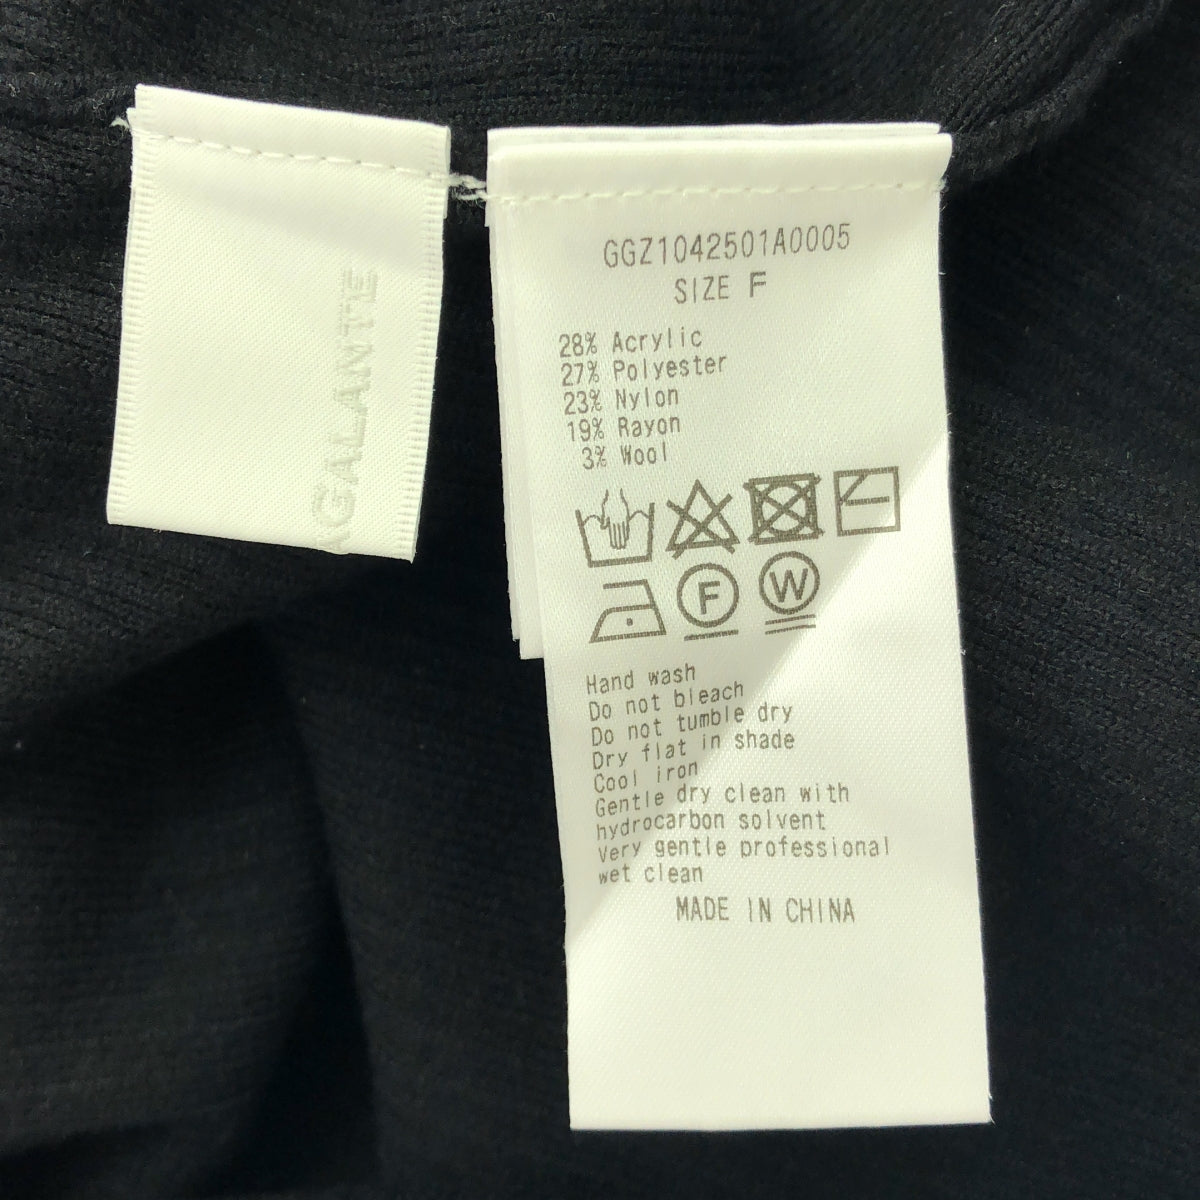 AGALANTE
GGZ1042501A0005
SIZE F
28% Acrylic
27% Polyester
23% Nylon
19% Rayon
3% Wool
F W
Hand wash
Do not bleach
Do not tumble dry
Dry flat in shade
Cool iron
Gentle dry clean with
hydrocarbon solvent
Very gentle professional
wet clean
MADE IN CHINA